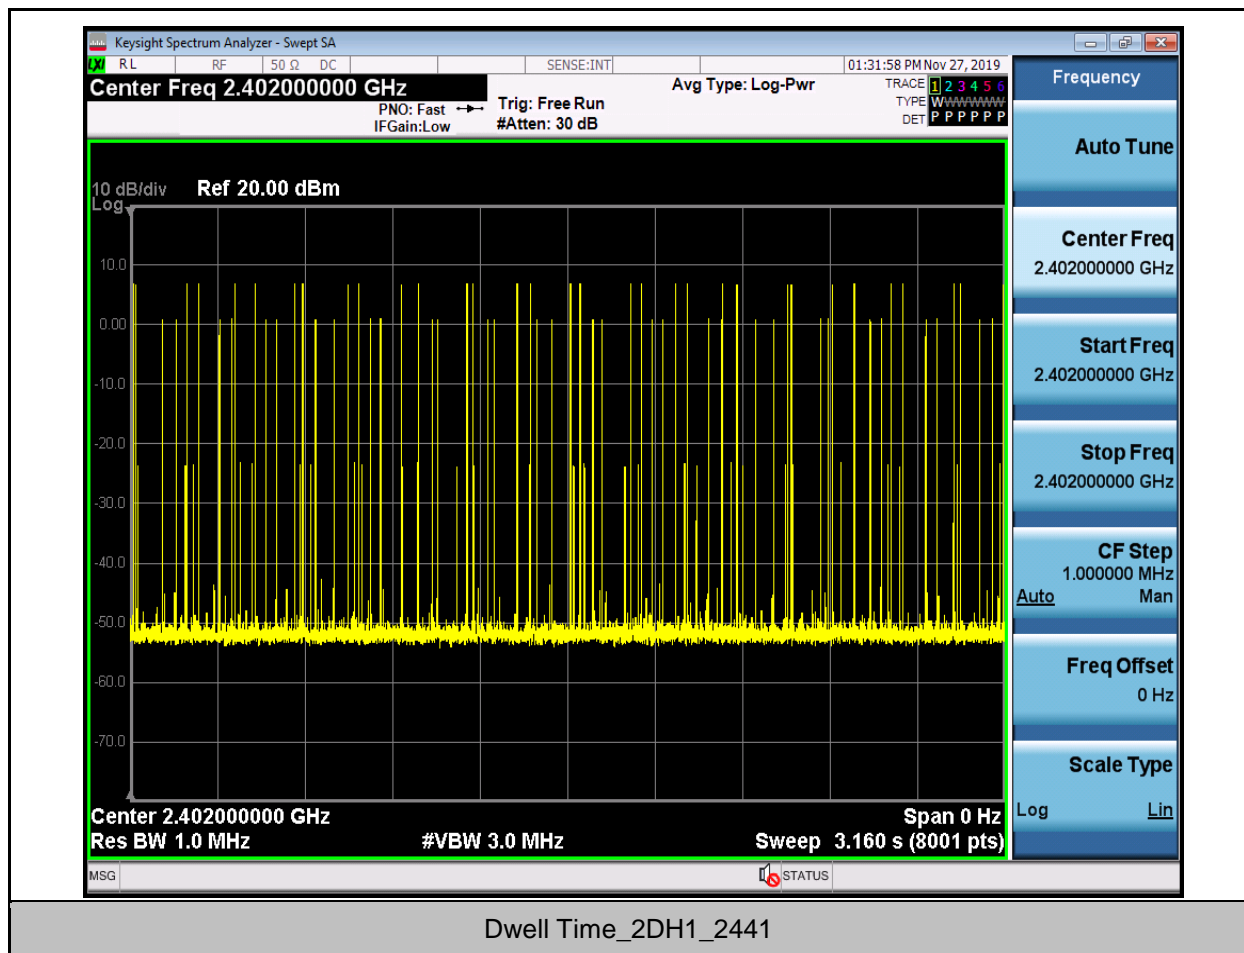 Keysight Spectrum Analyzer - Swept SA
LXI RL RF 50 Ω DC SENSE:INT 01:31:58 PM Nov 27, 2019
Center Freq 2.402000000 GHz
Avg Type: Log-Pwr
TRACE 1 2 3 4 5 6
TYPE WWWWWW
DET P P P P P P
PNO: Fast
IFGain:Low
Trig: Free Run
#Atten: 30 dB
10 dB/div
Log
Ref 20.00 dBm
10.0
0.00
-10.0
-20.0
-30.0
-40.0
-50.0
-60.0
-70.0
Center 2.402000000 GHz
Span 0 Hz
Res BW 1.0 MHz
#VBW 3.0 MHz
Sweep 3.160 s (8001 pts)
Frequency
Auto Tune
Center Freq
2.402000000 GHz
Start Freq
2.402000000 GHz
Stop Freq
2.402000000 GHz
CF Step
1.000000 MHz
Auto Man
Freq Offset
0 Hz
Scale Type
Log Lin
MSG
STATUS
Dwell Time_2DH1_2441